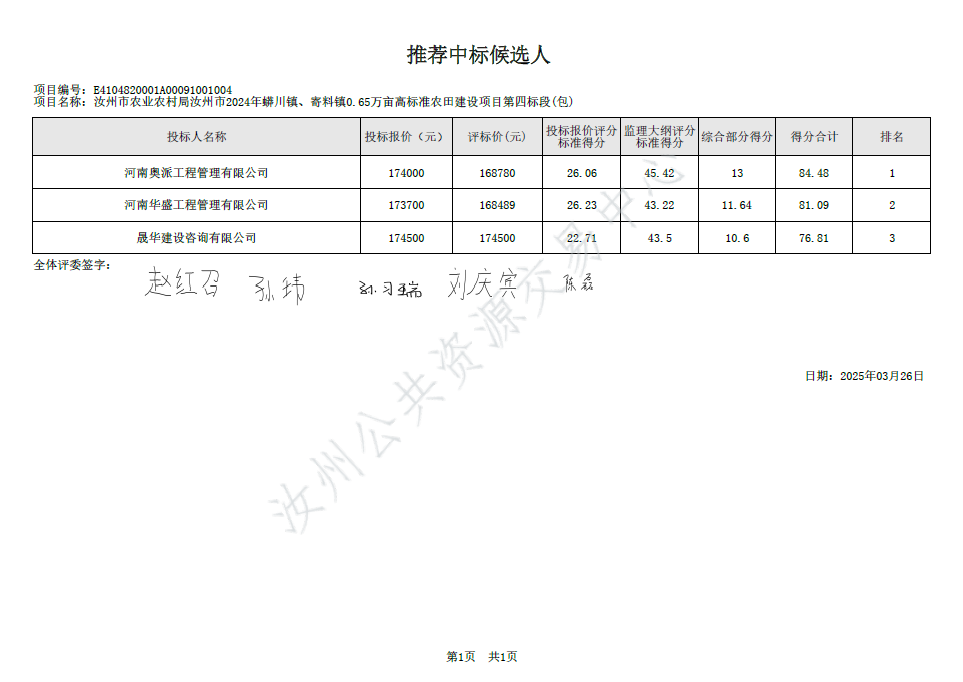 推荐中标候选人
项目编号：E4104820001A00091001004
项目名称：汝州市农业农村局汝州市2024年蟒川镇、寄料镇0.65万亩高标准农田建设项目第四标段(包)
投标人名称 投标报价（元） 评标价(元) 投标报价评分标准得分 监理大纲评分标准得分 综合部分得分 得分合计 排名
河南奥派工程管理有限公司 174000 168780 26.06 45.42 13 84.48 1
河南华盛工程管理有限公司 173700 168489 26.23 43.22 11.64 81.09 2
晟华建设咨询有限公司 174500 174500 22.71 43.5 10.6 76.81 3
全体评委签字：
赵红召 孙玮 孙习瑞 刘庆宾 陈磊
日期：2025年03月26日
汝州公共资源交易中心
第1页 共1页